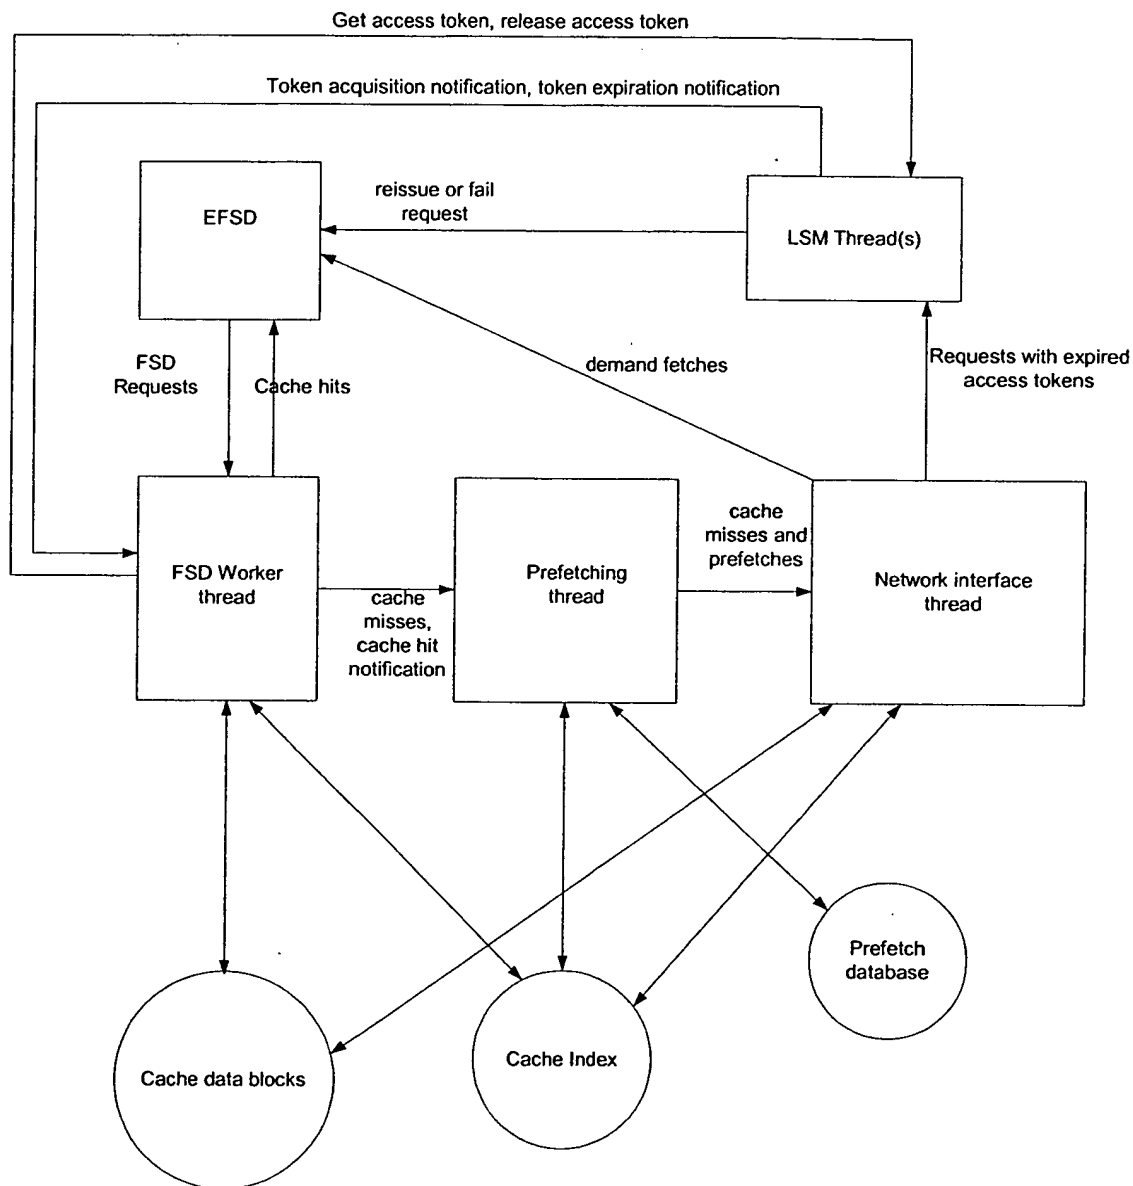 Get access token, release access token
Token acquisition notification, token expiration notification
EFSD
reissue or fail
request
LSM Thread(s)
FSD
Requests
Cache hits
demand fetches
Requests with expired
access tokens
FSD Worker
thread
cache
misses,
cache hit
notification
Prefetching
thread
cache
misses and
prefetches
Network interface
thread
Prefetch
database
Cache data blocks
Cache Index